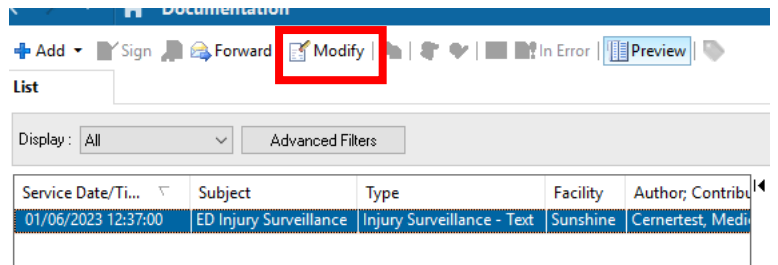 Documentation
Add Sign Forward Modify In Error Preview
List
Display : All Advanced Filters
Service Date/Ti... Subject Type Facility Author; Contribu
01/06/2023 12:37:00 ED Injury Surveillance Injury Surveillance - Text Sunshine Cernertest, Medi